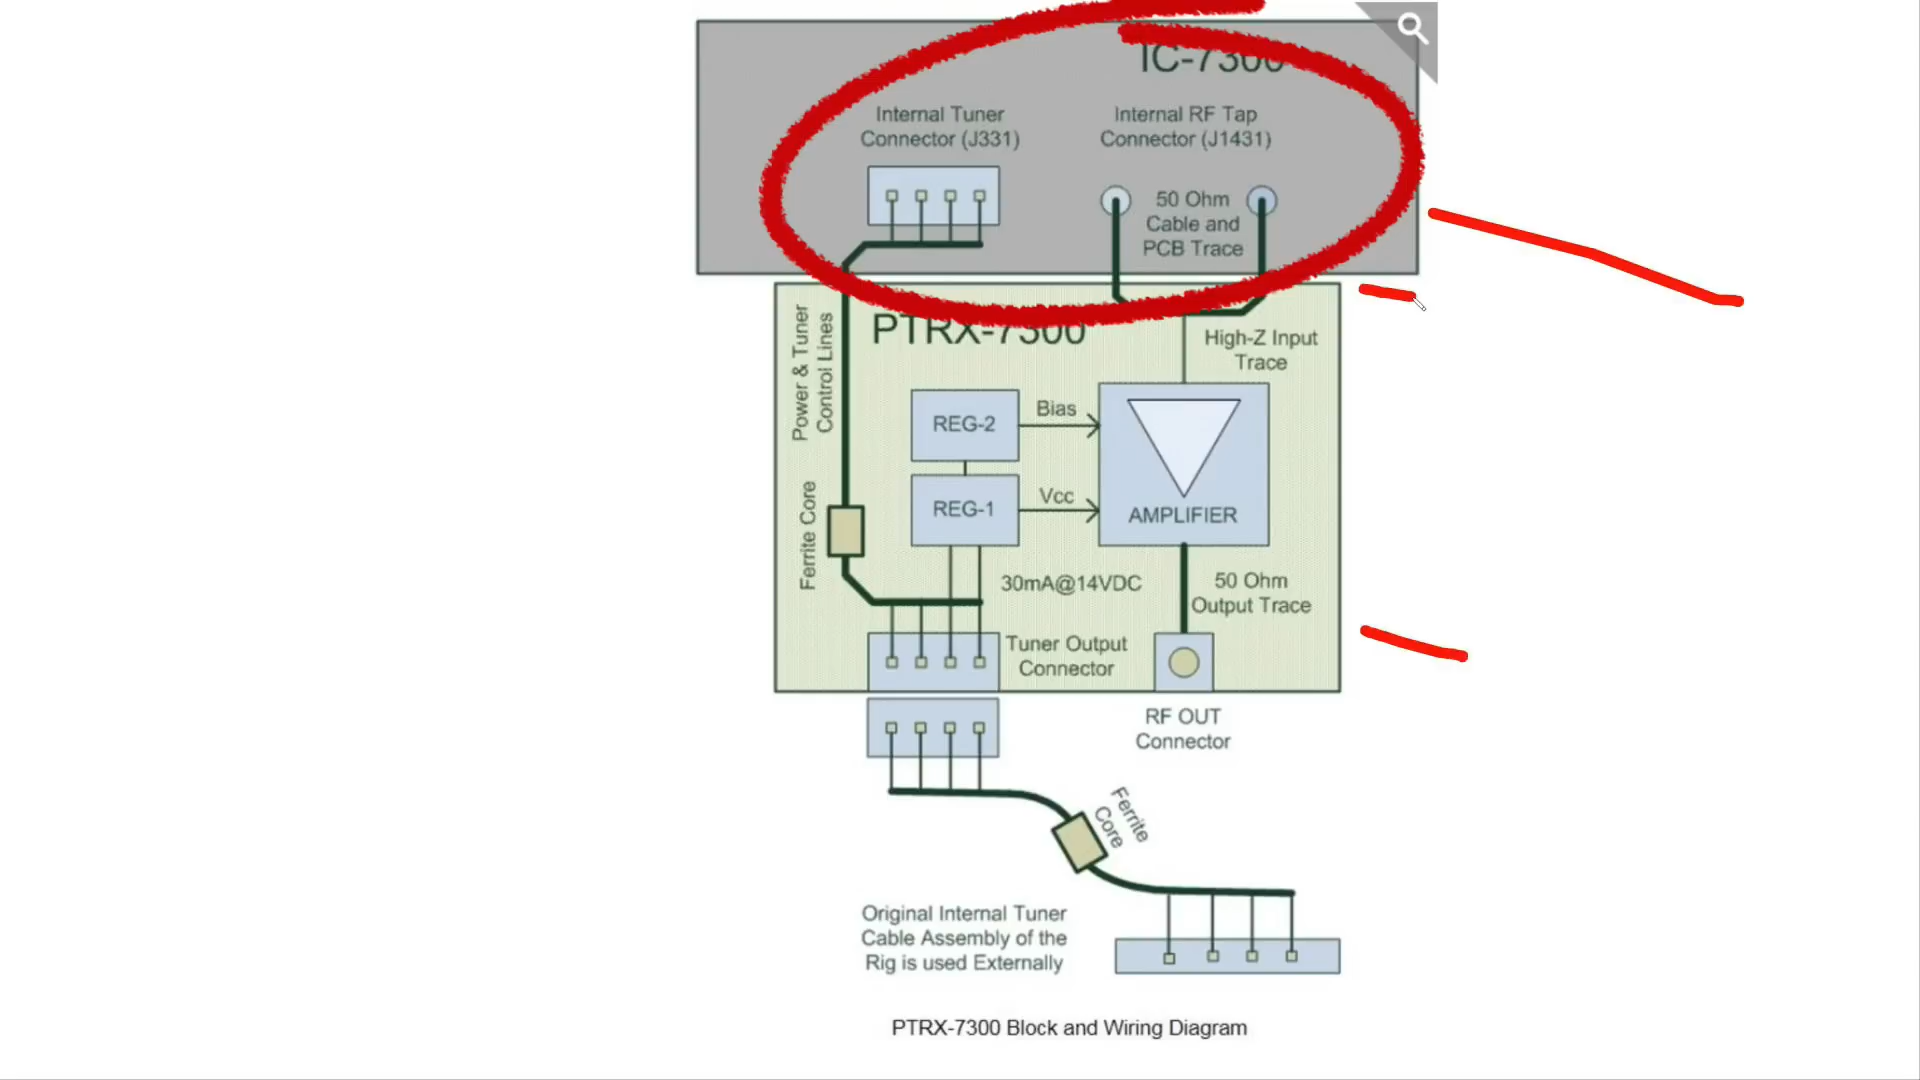 IC-7300
Internal Tuner
Connector (J331)
Internal RF Tap
Connector (J1431)
50 Ohm
Cable and
PCB Trace
PTRX-7300
Power & Tuner
Control Lines
High-Z Input
Trace
REG-2
Bias
REG-1
Vcc
AMPLIFIER
Ferrite Core
30mA@14VDC
50 Ohm
Output Trace
Tuner Output
Connector
RF OUT
Connector
Ferrite
Core
Original Internal Tuner
Cable Assembly of the
Rig is used Externally
PTRX-7300 Block and Wiring Diagram